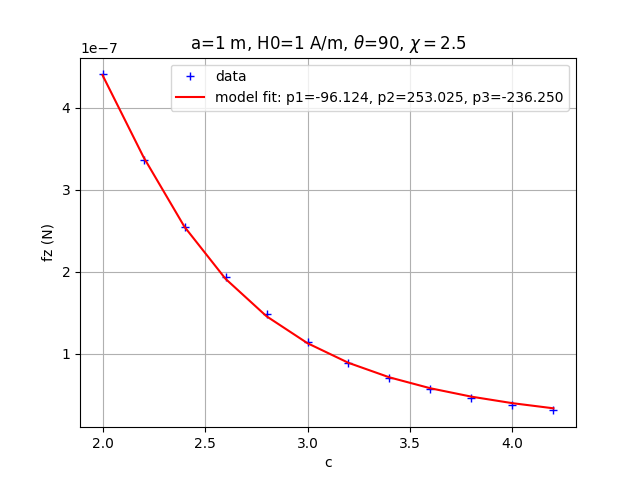 a=1 m, H0=1 A/m, θ=90, χ = 2.5
1e−7
data
model fit: p1=-96.124, p2=253.025, p3=-236.250
4
3
2
1
fz (N)
2.0 2.5 3.0 3.5 4.0
c